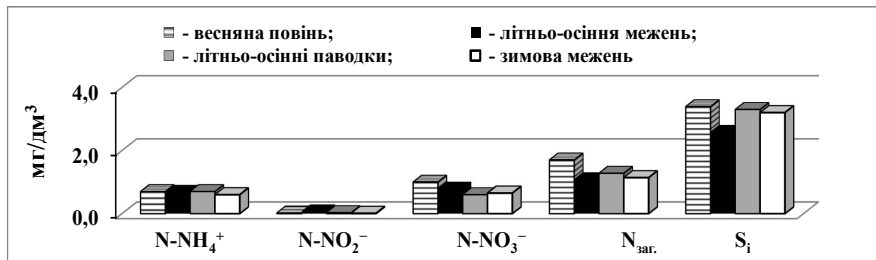 - весняна повінь; - літньо-осіння межень;
- літньо-осінні паводки; - зимова межень
4,0
мг/дм³
2,0
0,0
N-NH₄⁺ N-NO₂⁻ N-NO₃⁻ Nзаг. Sᵢ